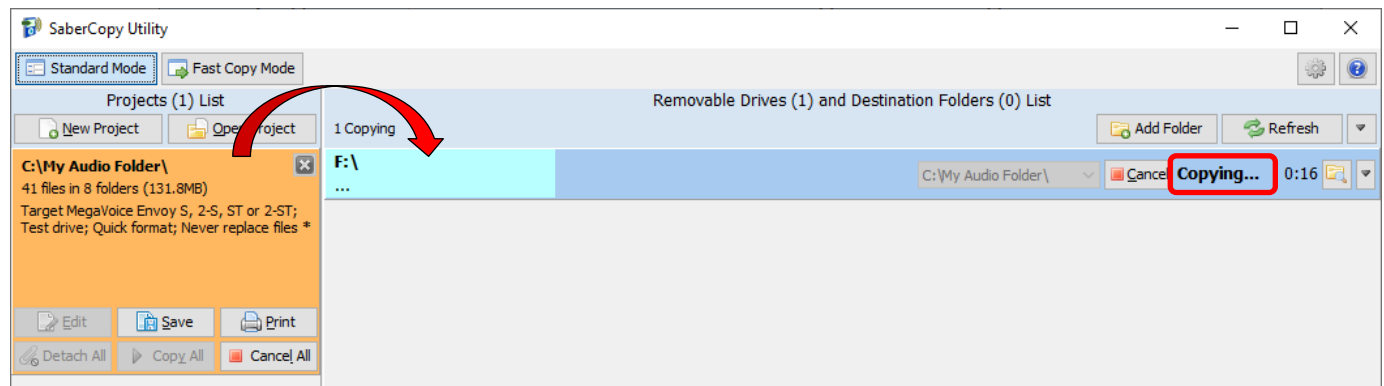 SaberCopy Utility
Standard Mode Fast Copy Mode
Projects (1) List
Removable Drives (1) and Destination Folders (0) List
New Project Open Project
1 Copying
Add Folder Refresh
C:\My Audio Folder\
41 files in 8 folders (131.8MB)
Target MegaVoice Envoy S, 2-S, ST or 2-ST;
Test drive; Quick format; Never replace files *
F:\
...
C:\My Audio Folder\ Cancel Copying... 0:16
Edit Save Print
Detach All Copy All Cancel All